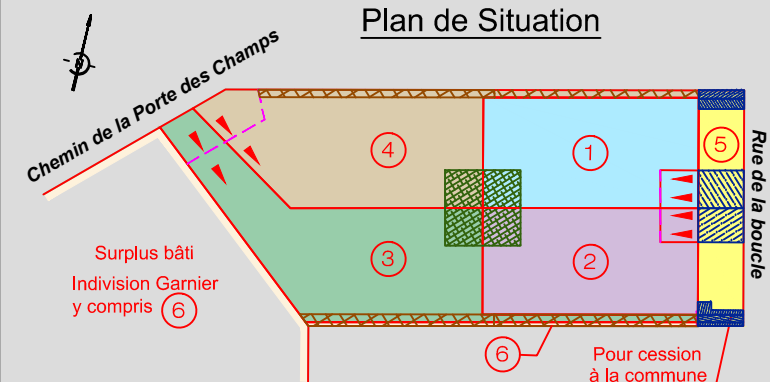 Plan de Situation
Chemin de la Porte des Champs
4
1
5
Rue de la boucle
3
2
Surplus bâti
Indivision Garnier
y compris 6
6
Pour cession
à la commune